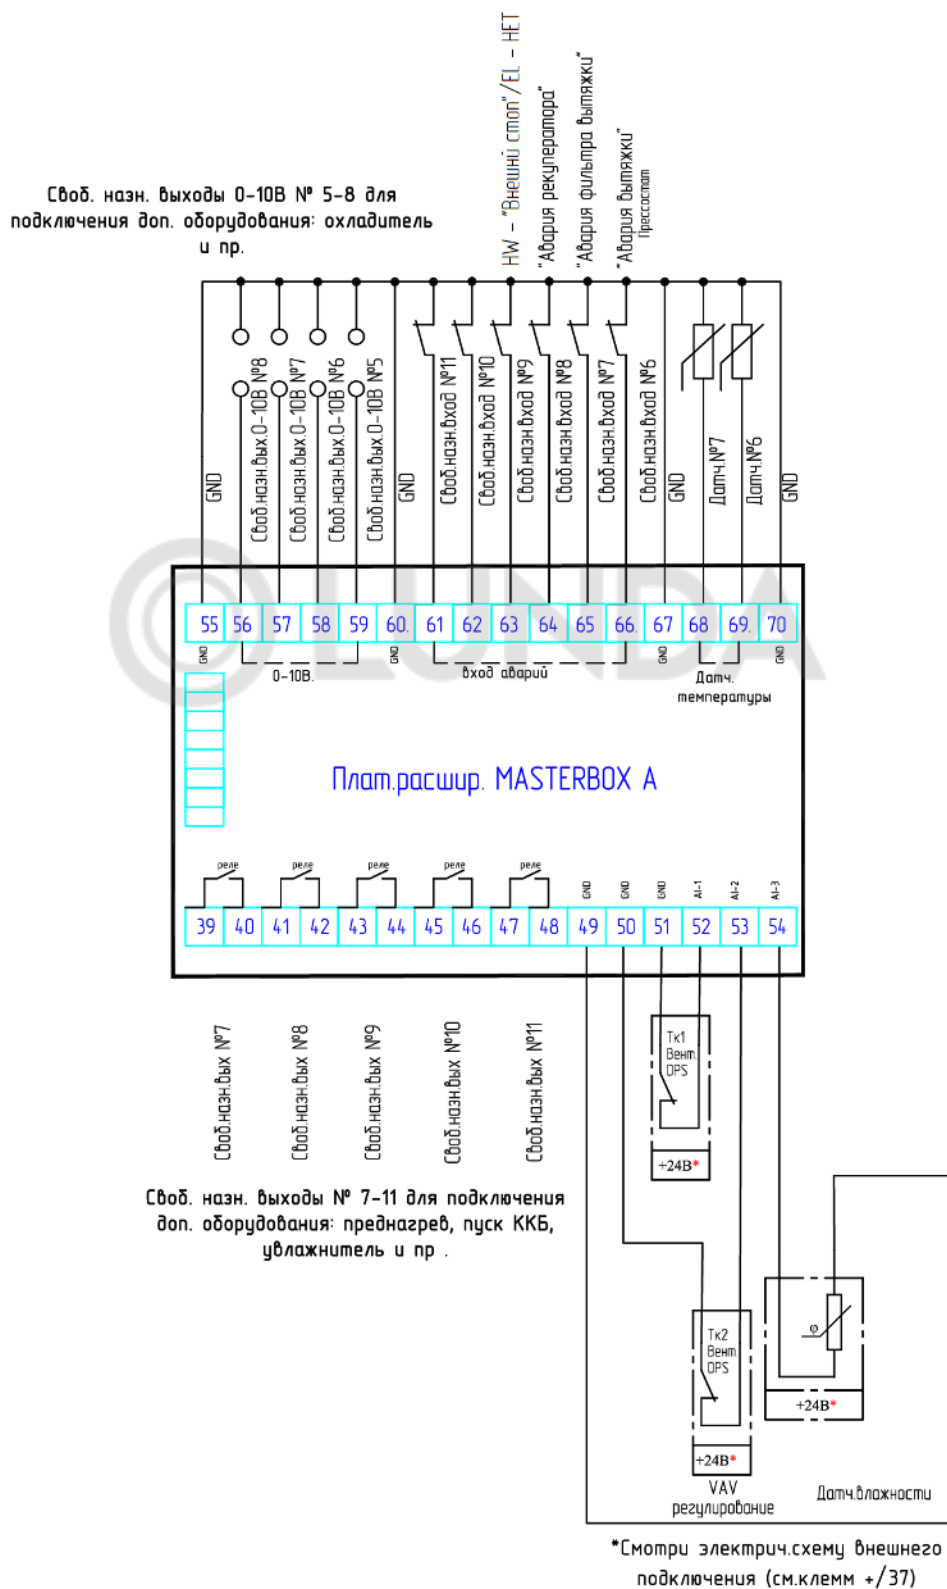 HW - "Внешни стоп"/EL - НЕТ
"Авария рекуператора"
"Авария фильтра вытяжки"
"Авария вытяжки"
Прессостат
Своб. назн. выходы 0-10В № 5-8 для
подключения доп. оборудования: охладитель
и пр.
GND
Своб.назн.вых.0-10В №8
Своб.назн.вых.0-10В №7
Своб.назн.вых.0-10В №6
Своб.назн.вых.0-10В №5
GND
Своб.назн.вход №11
Своб.назн.вход №10
Своб.назн.вход №9
Своб.назн.вход №8
Своб.назн.вход №7
Своб.назн.вход №6
GND
Датч.№7
Датч.№6
GND
LUNDA
55 56 57 58 59 60. 61 62 63 64 65 66. 67 68 69. 70
GND GND GND GND
0-10В. вход аварий Датч.
температуры
Плат.расшир. MASTERBOX A
реле реле реле реле реле
GND GND GND AI-1 AI-2 AI-3
39 40 41 42 43 44 45 46 47 48 49 50 51 52 53 54
Своб.назн.вых №7
Своб.назн.вых №8
Своб.назн.вых №9
Своб.назн.вых №10
Своб.назн.вых №11
Тк1
Вент.
DPS
+24В*
Своб. назн. выходы № 7-11 для подключения
доп. оборудования: преднагрев, пуск ККБ,
увлажнитель и пр .
Тк2
Вент.
DPS
+24В*
VAV
регулирование
φ
+24В*
Датч.влажности
*Смотри электрич.схему внешнего
подключения (см.клемм +/37)